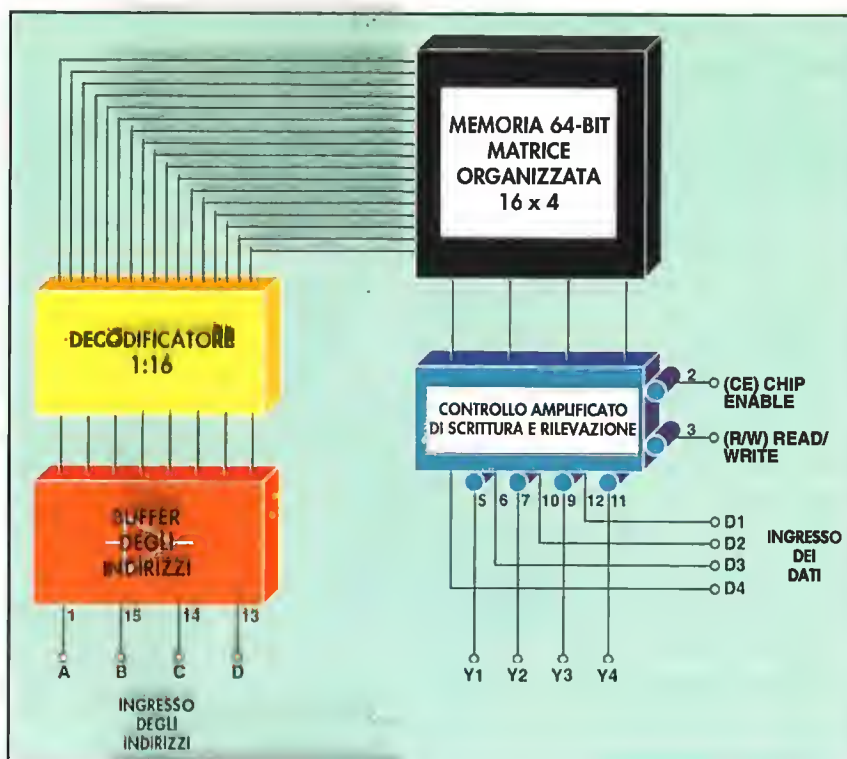 MEMORIA 64-BIT
MATRICE
ORGANIZZATA
16 x 4
DECODIFICATORE
1:16
CONTROLLO AMPLIFICATO
DI SCRITTURA E RILEVAZIONE
2
(CE) CHIP
ENABLE
3
(R/W) READ/
WRITE
BUFFER
DEGLI
INDIRIZZI
5 6 7 10 9 12 11
D1
D2
D3
D4
INGRESSO
DEI
DATI
1 15 14 13
A B C D
Y1 Y2 Y3 Y4
INGRESSO
DEGLI
INDIRIZZI